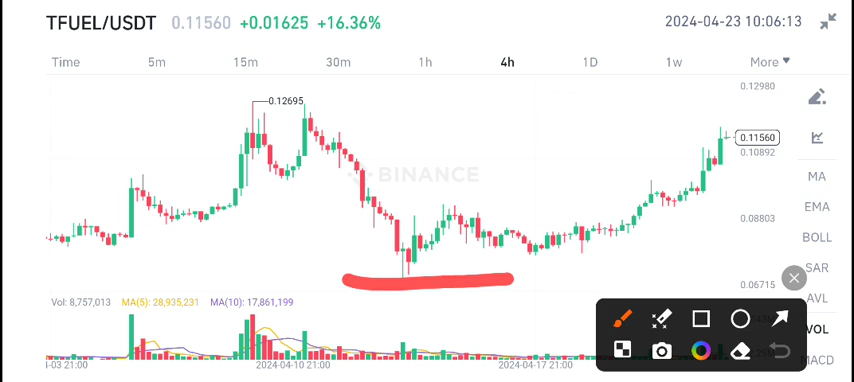 TFUEL/USDT 0.11560 +0.01625 +16.36% 2024-04-23 10:06:13
Time 5m 15m 30m 1h 4h 1D 1w More
0.12980
0.12695
0.11560
0.10892
BINANCE
MA
EMA
0.08803
BOLL
SAR
0.06715
AVL
Vol: 8,757,013 MA(5): 28,935,231 MA(10): 17,861,199
VOL
MACD
-03 21:00 2024-04-10 21:00 2024-04-17 21:00